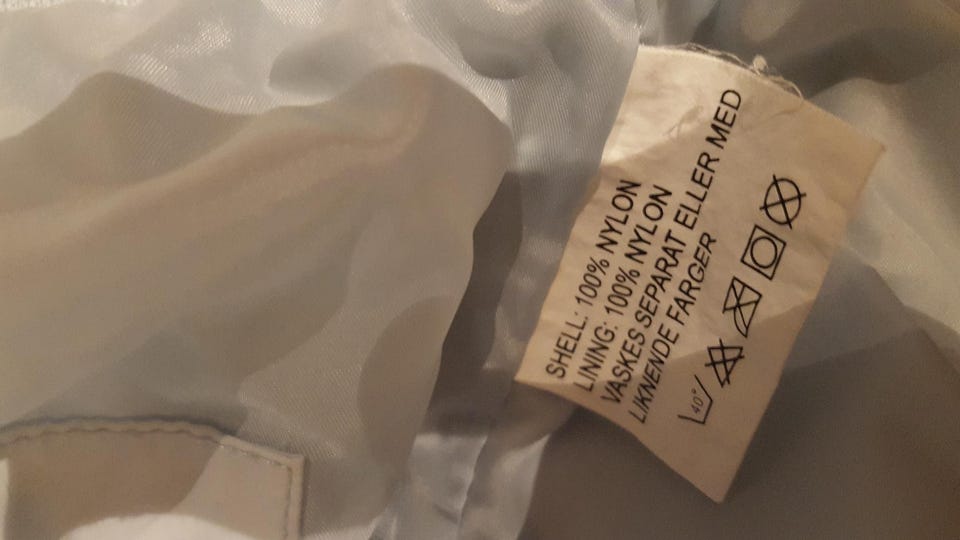 SHELL: 100% NYLON
LINING: 100% NYLON
VASKES SEPARAT ELLER MED
LIKNENDE FARGER
40°